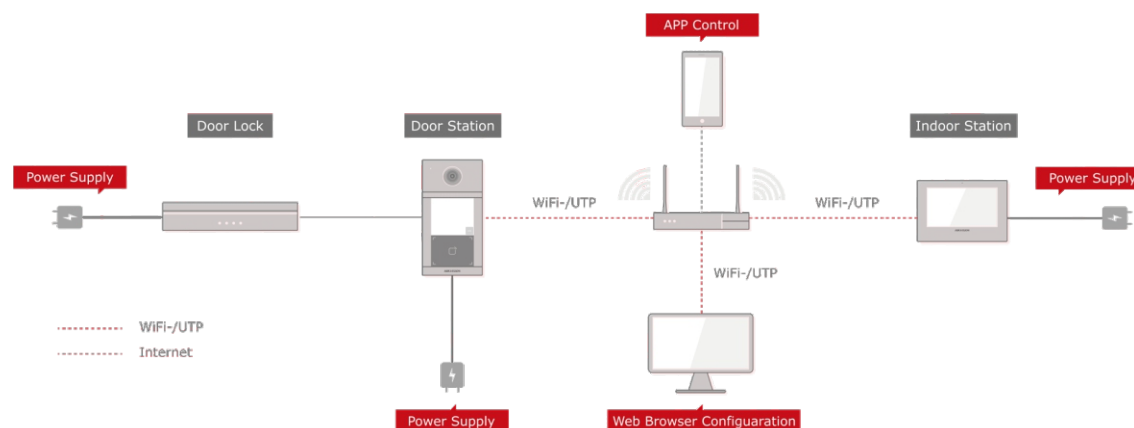 APP Control
Door Lock
Door Station
Indoor Station
Power Supply
Power Supply
WiFi-/UTP
WiFi-/UTP
WiFi-/UTP
WiFi-/UTP
Internet
Power Supply
Web Browser Configuaration